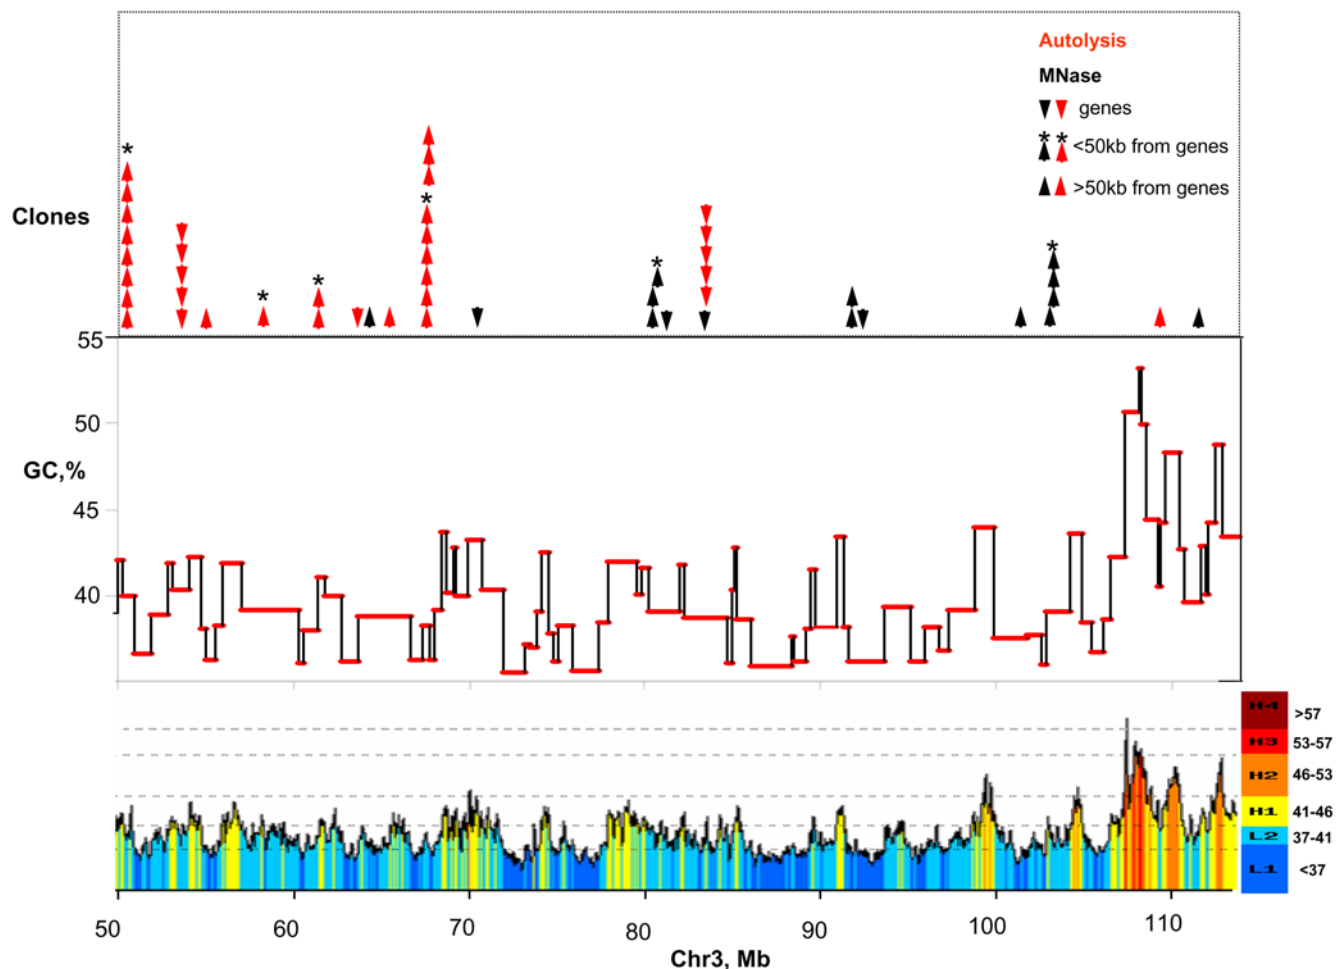 Autolysis
MNase
genes
* * <50kb from genes
>50kb from genes
Clones
* * * * * *
55
50
GC,%
45
40
H4 >57
H3 53-57
H2 46-53
H1 41-46
L2 37-41
L1 <37
50 60 70 80 90 100 110
Chr3, Mb